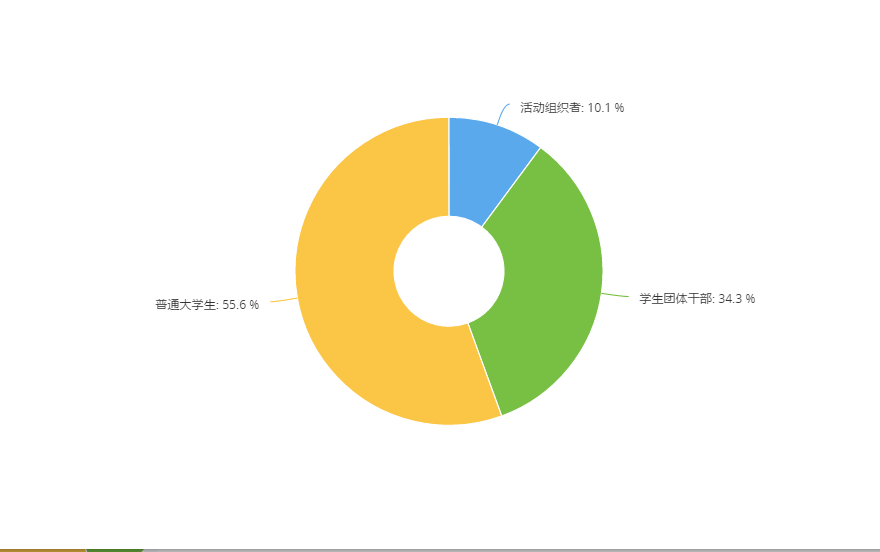 活动组织者: 10.1 %
学生团体干部: 34.3 %
普通大学生: 55.6 %